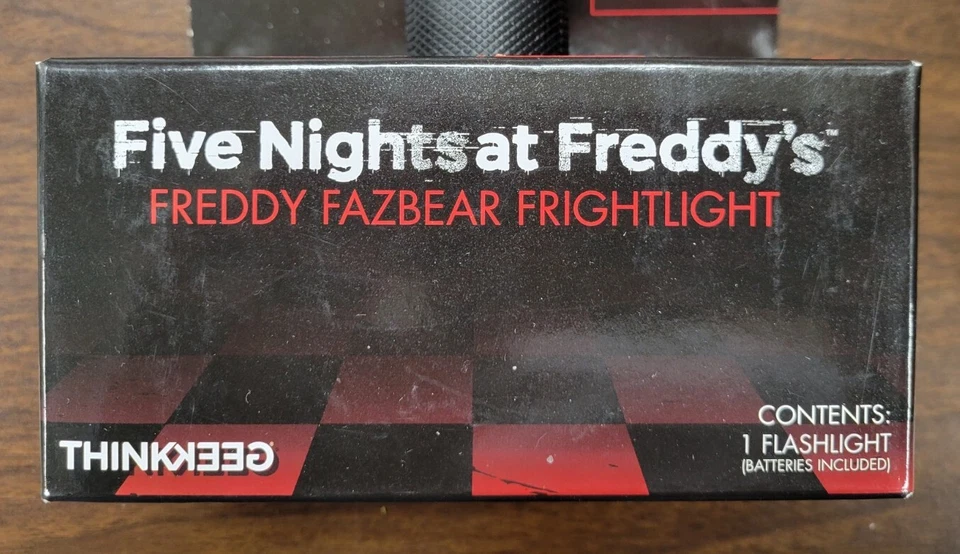 Five Nights at Freddy's™
FREDDY FAZBEAR FRIGHTLIGHT
CONTENTS:
1 FLASHLIGHT
(BATTERIES INCLUDED)
THINKGEEK®